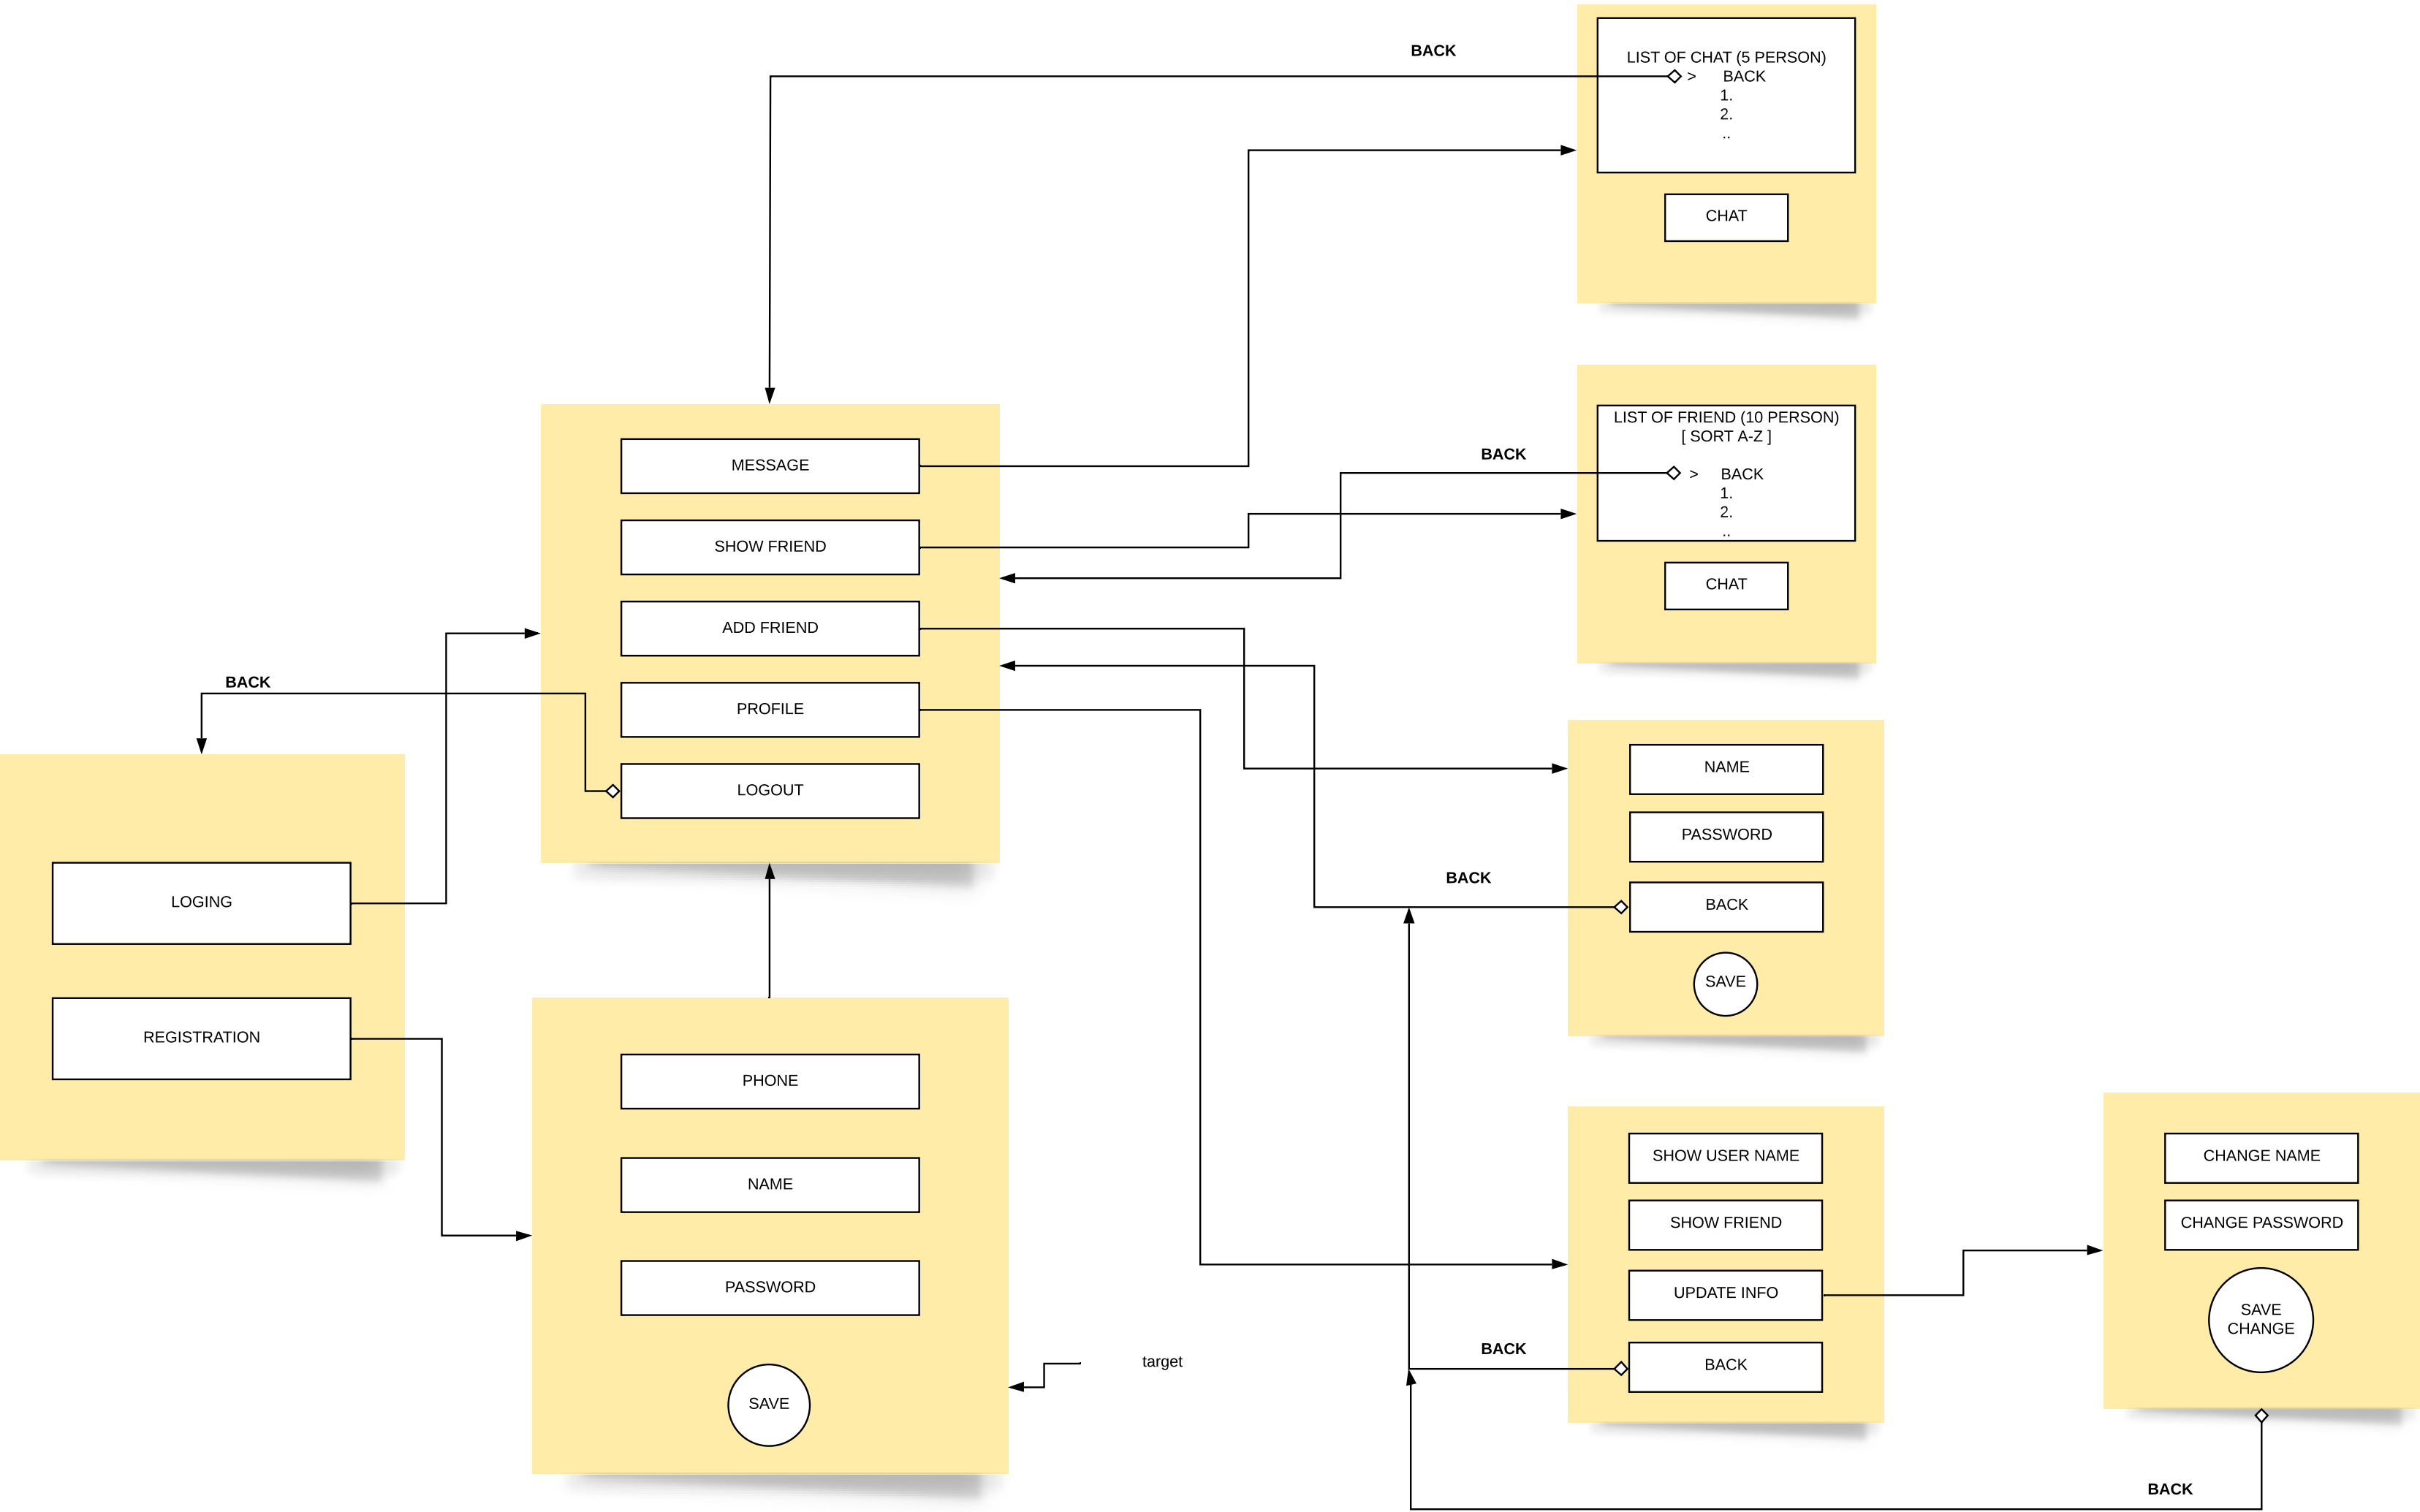 BACK
LIST OF CHAT (5 PERSON)
> BACK
1.
2.
..
CHAT
MESSAGE
SHOW FRIEND
ADD FRIEND
PROFILE
LOGOUT
BACK
LIST OF FRIEND (10 PERSON)
[ SORT A-Z ]
> BACK
1.
2.
..
CHAT
BACK
LOGING
REGISTRATION
NAME
PASSWORD
BACK
BACK
SAVE
PHONE
NAME
PASSWORD
SAVE
target
SHOW USER NAME
SHOW FRIEND
UPDATE INFO
BACK
BACK
CHANGE NAME
CHANGE PASSWORD
SAVE
CHANGE
BACK